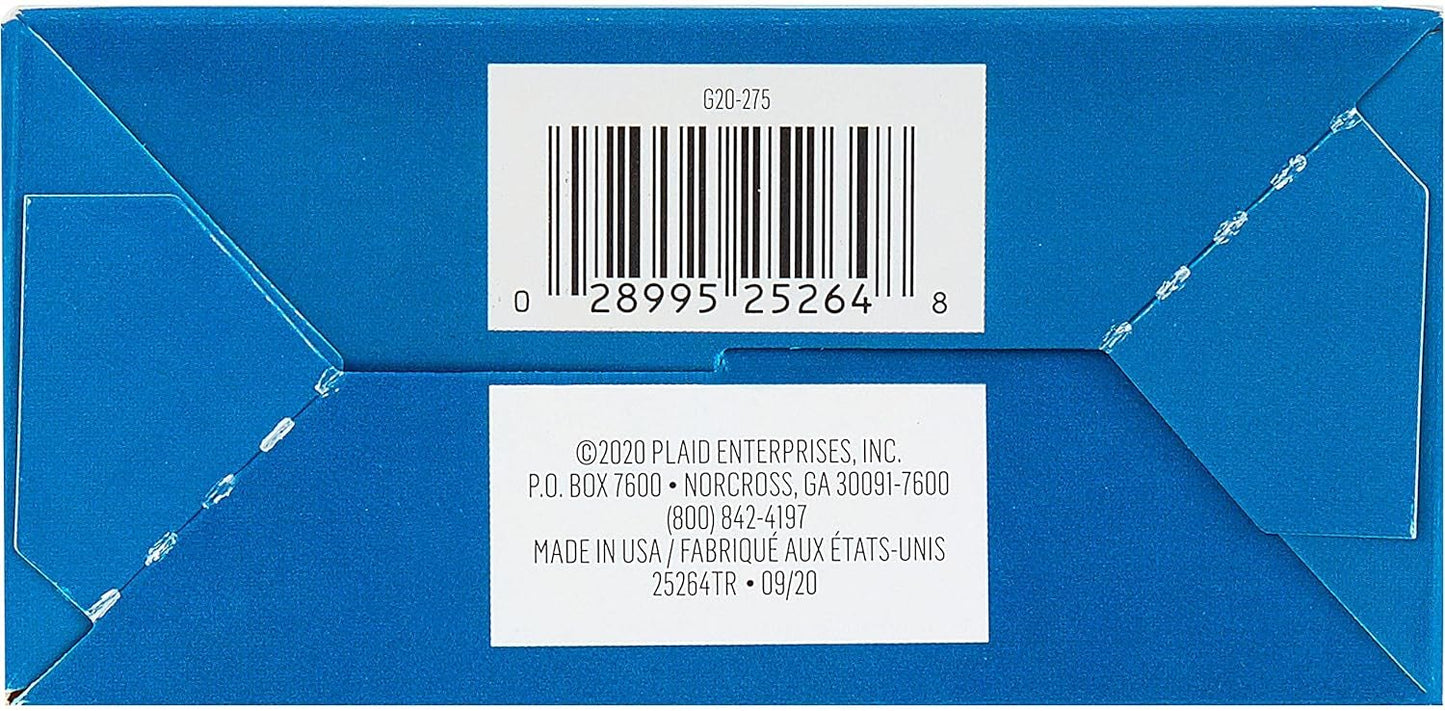 G20-275
0 28995 25264 8
©2020 PLAID ENTERPRISES, INC.
P.O. BOX 7600 • NORCROSS, GA 30091-7600
(800) 842-4197
MADE IN USA / FABRIQUÉ AUX ÉTATS-UNIS
25264TR • 09/20